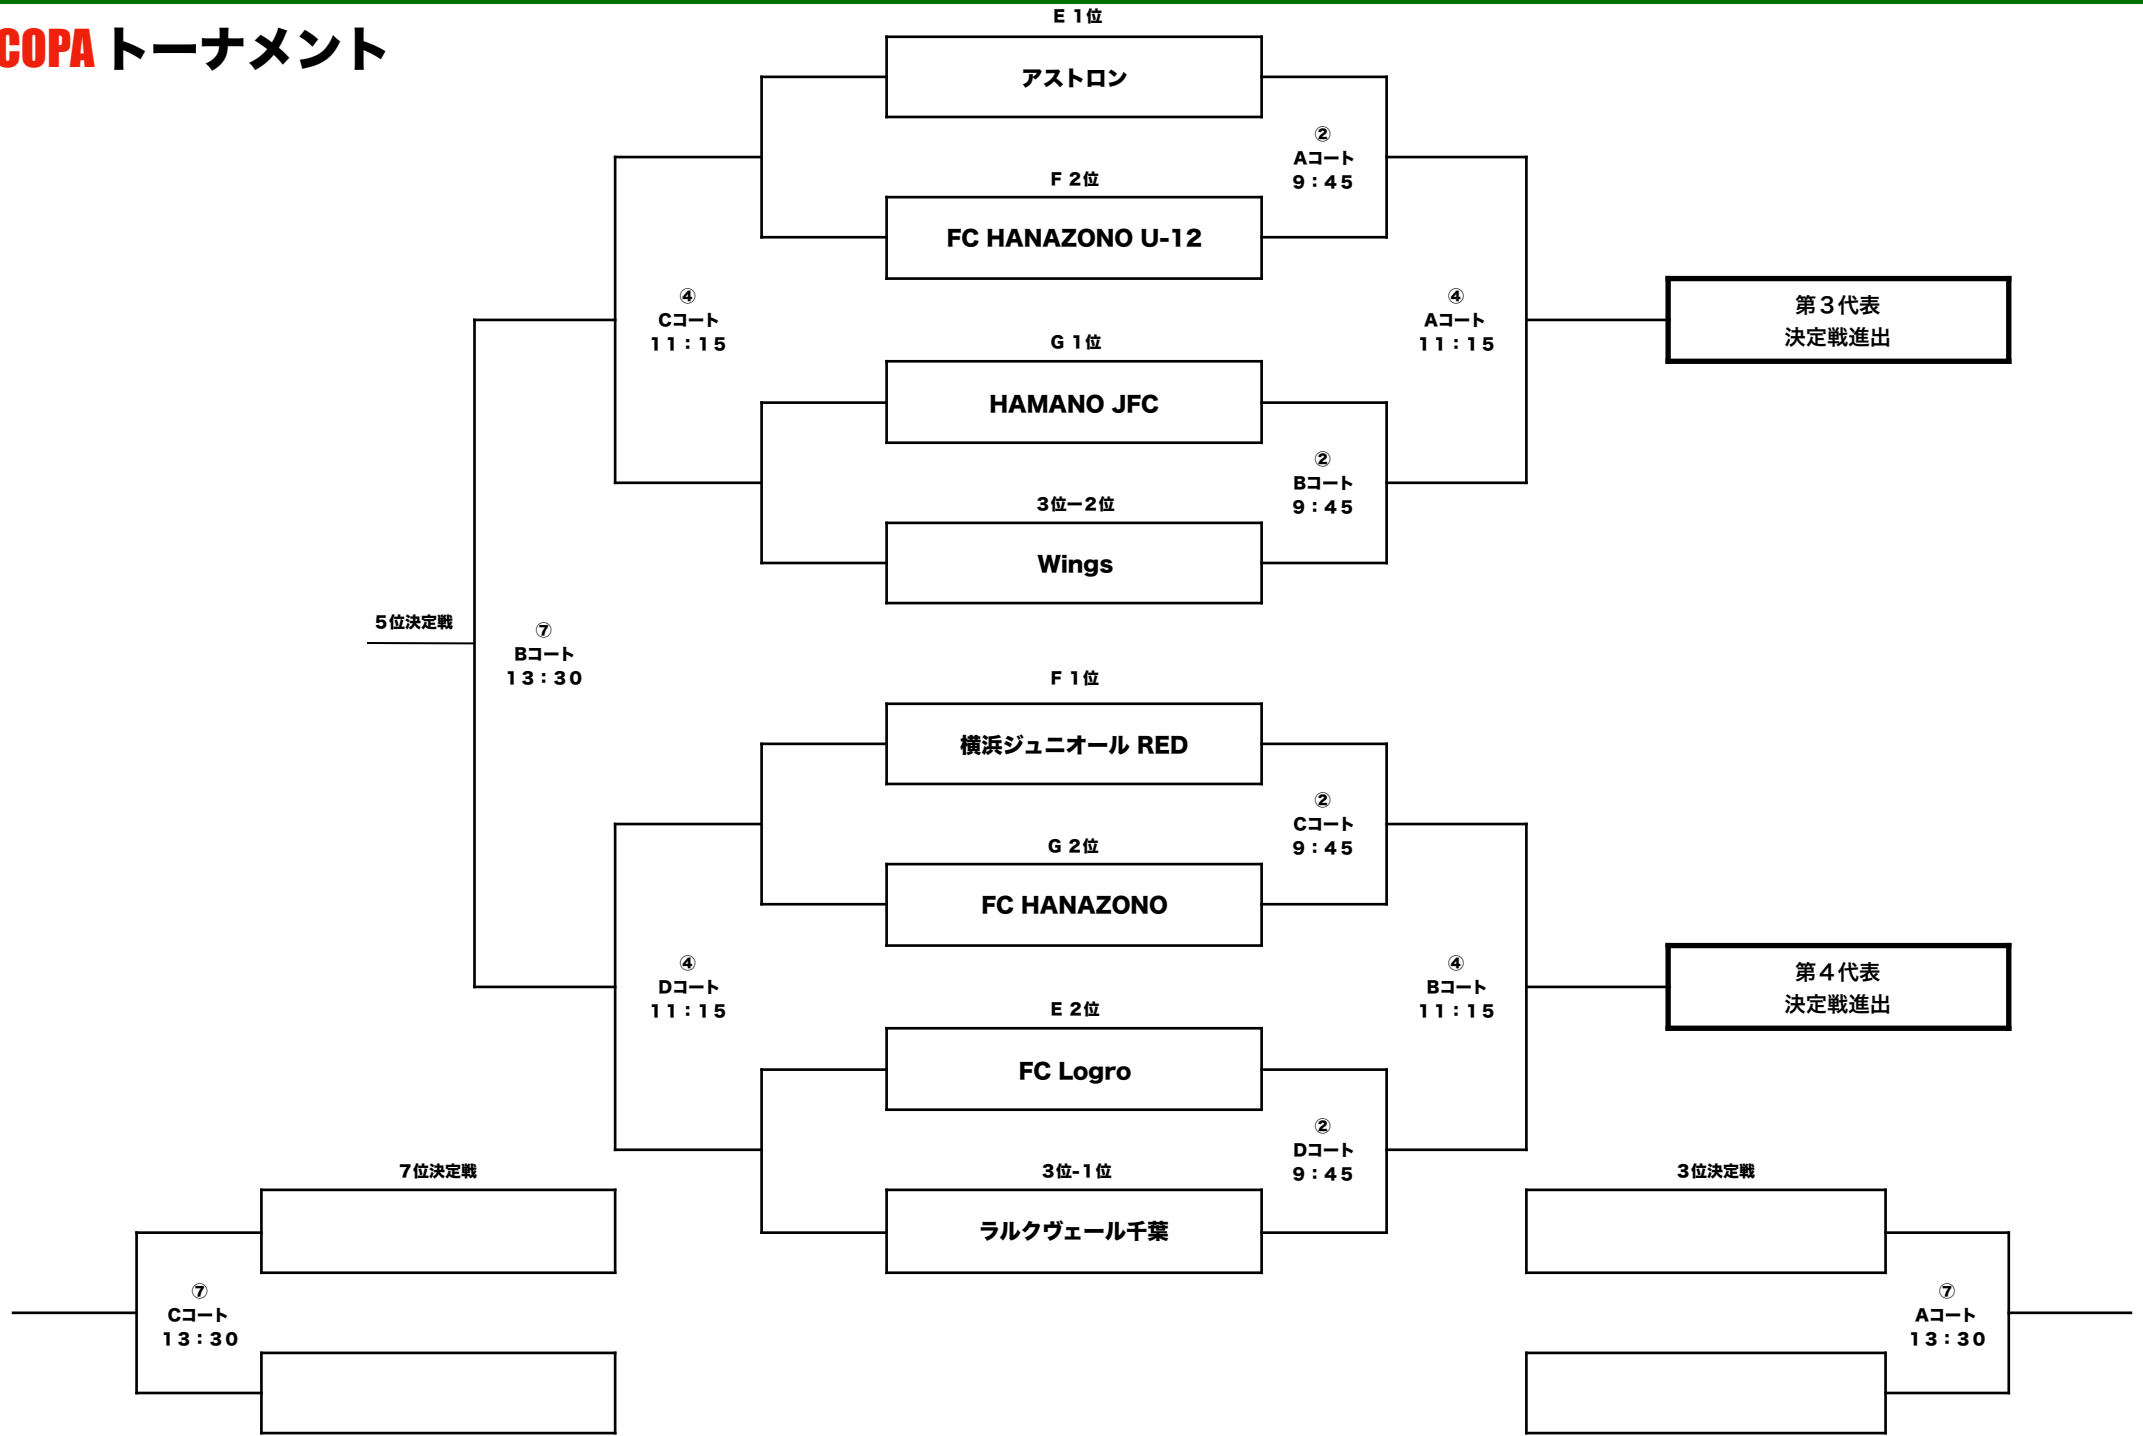 COPA トーナメント
E 1位
アストロン
②
Aコート
9：45
F 2位
FC HANAZONO U-12
④
Cコート
11：15
④
Aコート
11：15
第３代表
決定戦進出
G 1位
HAMANO JFC
②
Bコート
9：45
3位ー2位
Wings
5位決定戦
⑦
Bコート
13：30
F 1位
横浜ジュニオール RED
②
Cコート
9：45
G 2位
FC HANAZONO
④
Dコート
11：15
④
Bコート
11：15
第４代表
決定戦進出
E 2位
FC Logro
②
Dコート
9：45
3位-1位
ラルクヴェール千葉
7位決定戦
⑦
Cコート
13：30
3位決定戦
⑦
Aコート
13：30